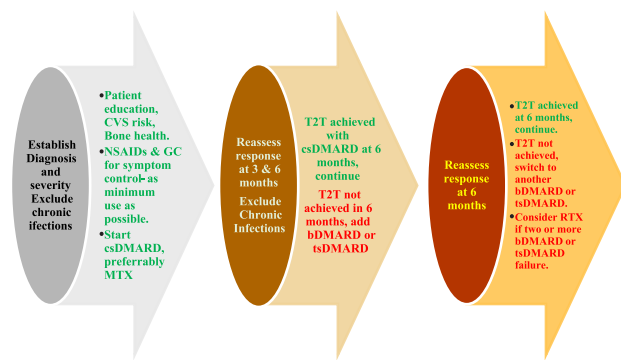 Establish
Diagnosis
and
severity
Exclude
chronic
ifections
•Patient
education,
CVS risk,
Bone health.
•NSAIDs & GC
for symptom
control- as
minimum
use as
possible.
•Start
csDMARD,
preferrably
MTX
Reassess
response
at 3 & 6
months
Exclude
Chronic
Infections
T2T achieved
with
csDMARD at 6
months,
continue
T2T not
achieved in 6
months, add
bDMARD or
tsDMARD
Reassess
response
at 6
months
•T2T achieved
at 6 months,
continue.
•T2T not
achieved,
switch to
another
bDMARD or
tsDMARD.
•Consider RTX
if two or more
bDMARD or
tsDMARD
failure.